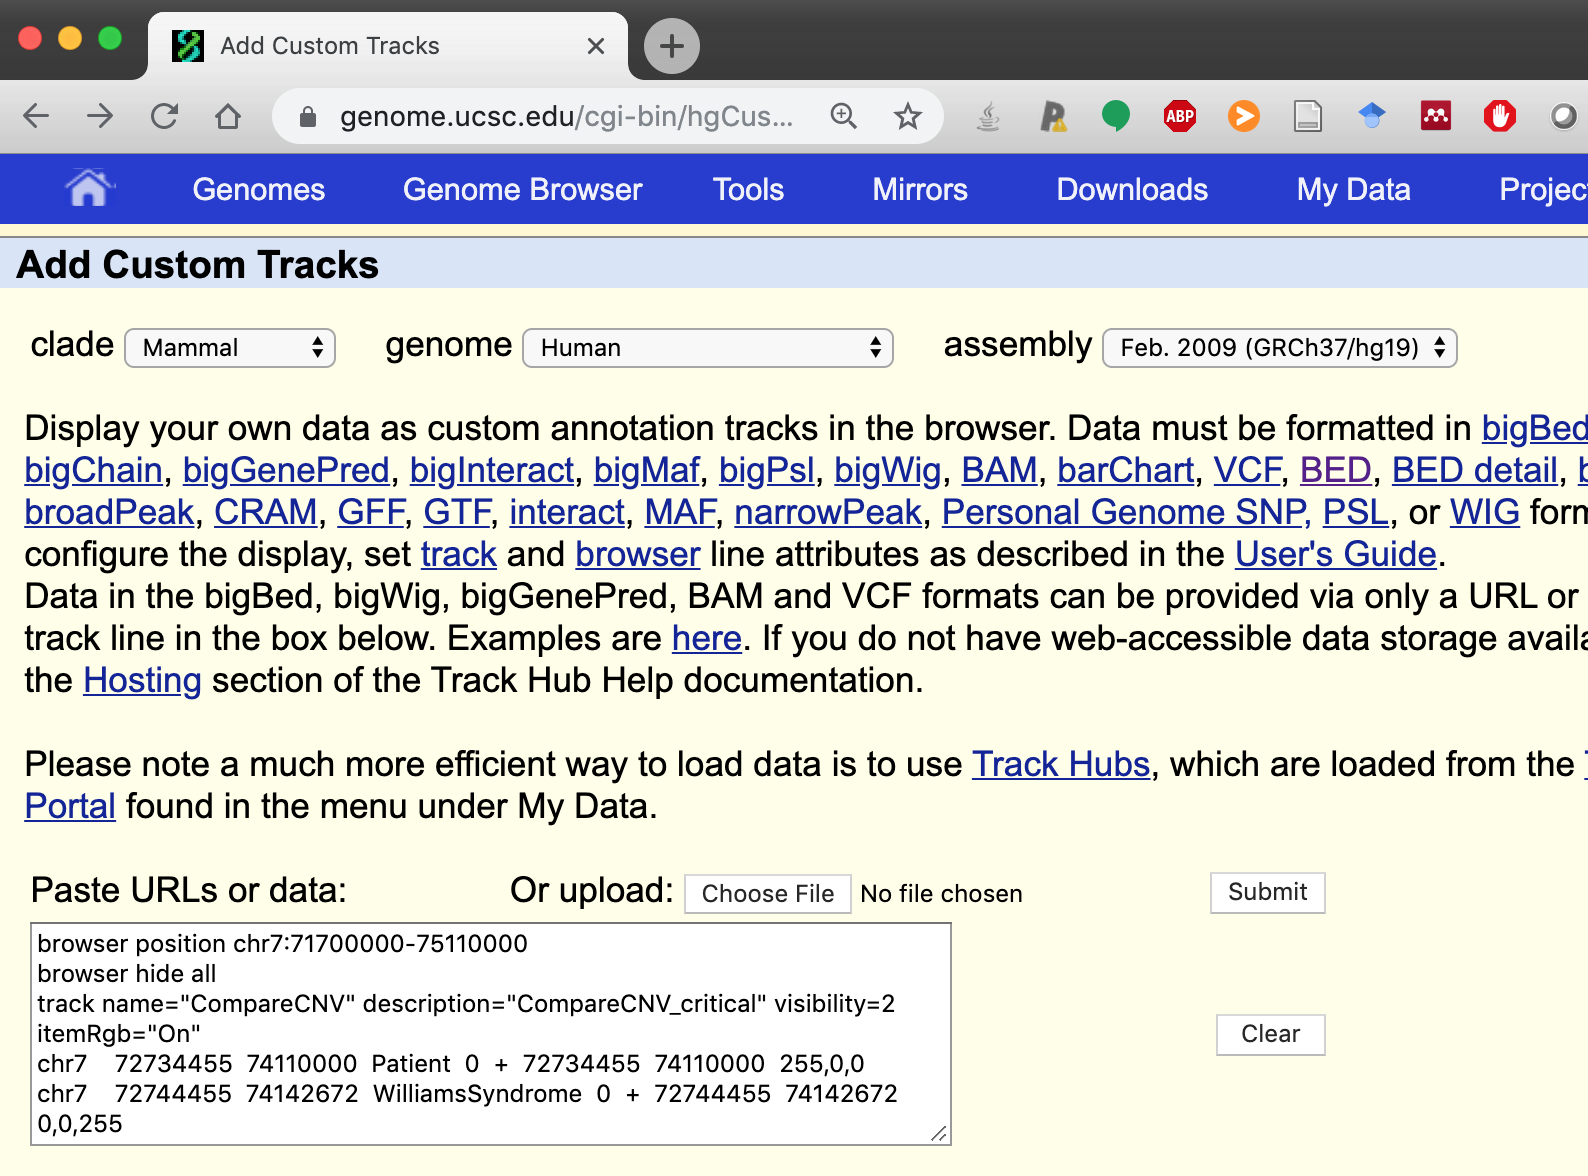 Add Custom Tracks
genome.ucsc.edu/cgi-bin/hgCus...
ABP
Genomes Genome Browser Tools Mirrors Downloads My Data Projec
Add Custom Tracks
clade Mammal genome Human assembly Feb. 2009 (GRCh37/hg19)
Display your own data as custom annotation tracks in the browser. Data must be formatted in bigBed
bigChain, bigGenePred, bigInteract, bigMaf, bigPsl, bigWig, BAM, barChart, VCF, BED, BED detail, b
broadPeak, CRAM, GFF, GTF, interact, MAF, narrowPeak, Personal Genome SNP, PSL, or WIG form
configure the display, set track and browser line attributes as described in the User's Guide.
Data in the bigBed, bigWig, bigGenePred, BAM and VCF formats can be provided via only a URL or
track line in the box below. Examples are here. If you do not have web-accessible data storage availa
the Hosting section of the Track Hub Help documentation.
Please note a much more efficient way to load data is to use Track Hubs, which are loaded from the T
Portal found in the menu under My Data.
Paste URLs or data: Or upload: Choose File No file chosen Submit
browser position chr7:71700000-75110000
browser hide all
track name="CompareCNV" description="CompareCNV_critical" visibility=2
itemRgb="On"
Clear
chr7 72734455 74110000 Patient 0 + 72734455 74110000 255,0,0
chr7 72744455 74142672 WilliamsSyndrome 0 + 72744455 74142672
0,0,255